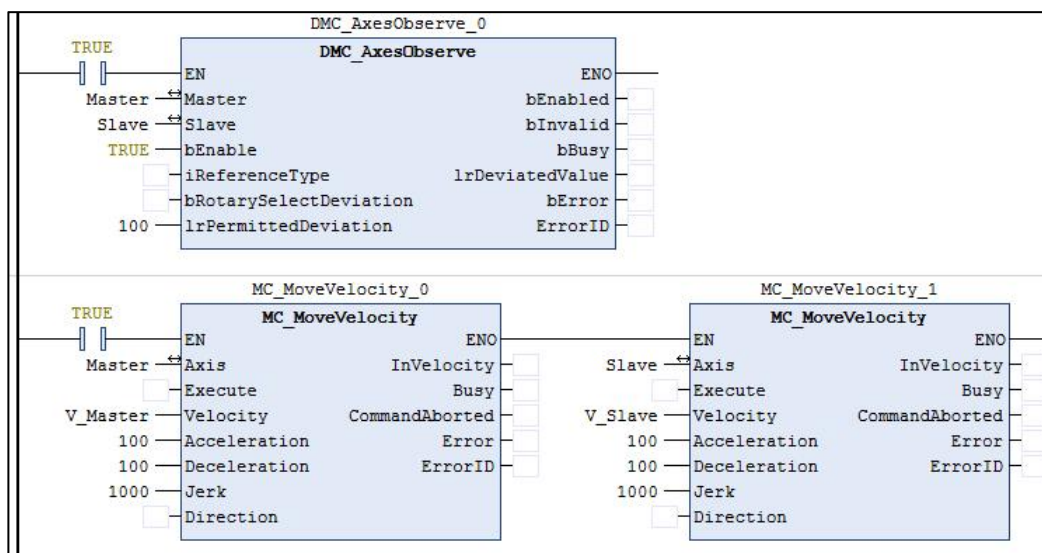 DMC_AxesObserve_0
TRUE DMC_AxesObserve
EN ENO
Master Master bEnabled
Slave Slave bInvalid
TRUE bEnable bBusy
iReferenceType lrDeviatedValue
bRotarySelectDeviation bError
100 lrPermittedDeviation ErrorID
MC_MoveVelocity_0 MC_MoveVelocity_1
TRUE MC_MoveVelocity MC_MoveVelocity
EN ENO EN ENO
Master Axis InVelocity Slave Axis InVelocity
Execute Busy Execute Busy
V_Master Velocity CommandAborted V_Slave Velocity CommandAborted
100 Acceleration Error 100 Acceleration Error
100 Deceleration ErrorID 100 Deceleration ErrorID
1000 Jerk 1000 Jerk
Direction Direction